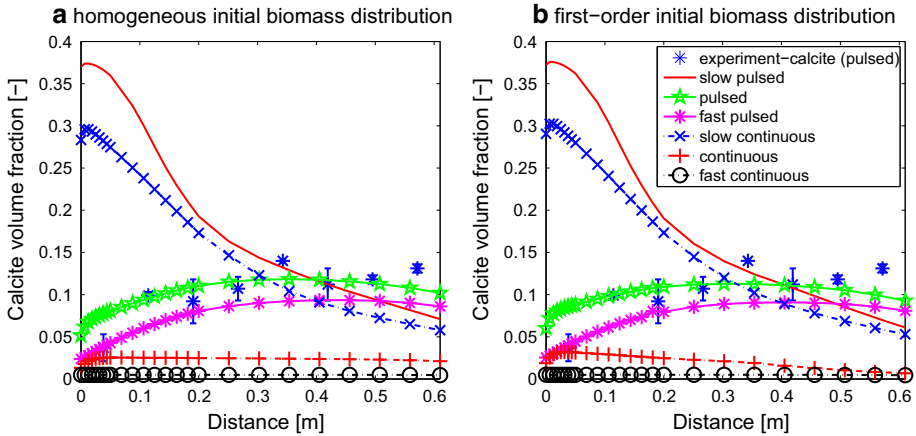 a homogeneous initial biomass distribution
0.4
0.35
0.3
0.25
0.2
0.15
0.1
0.05
0
Calcite volume fraction [−]
0 0.1 0.2 0.3 0.4 0.5 0.6
Distance [m]
b first−order initial biomass distribution
0.4
0.35
0.3
0.25
0.2
0.15
0.1
0.05
0
Calcite volume fraction [−]
experiment−calcite (pulsed)
slow pulsed
pulsed
fast pulsed
slow continuous
continuous
fast continuous
0 0.1 0.2 0.3 0.4 0.5 0.6
Distance [m]